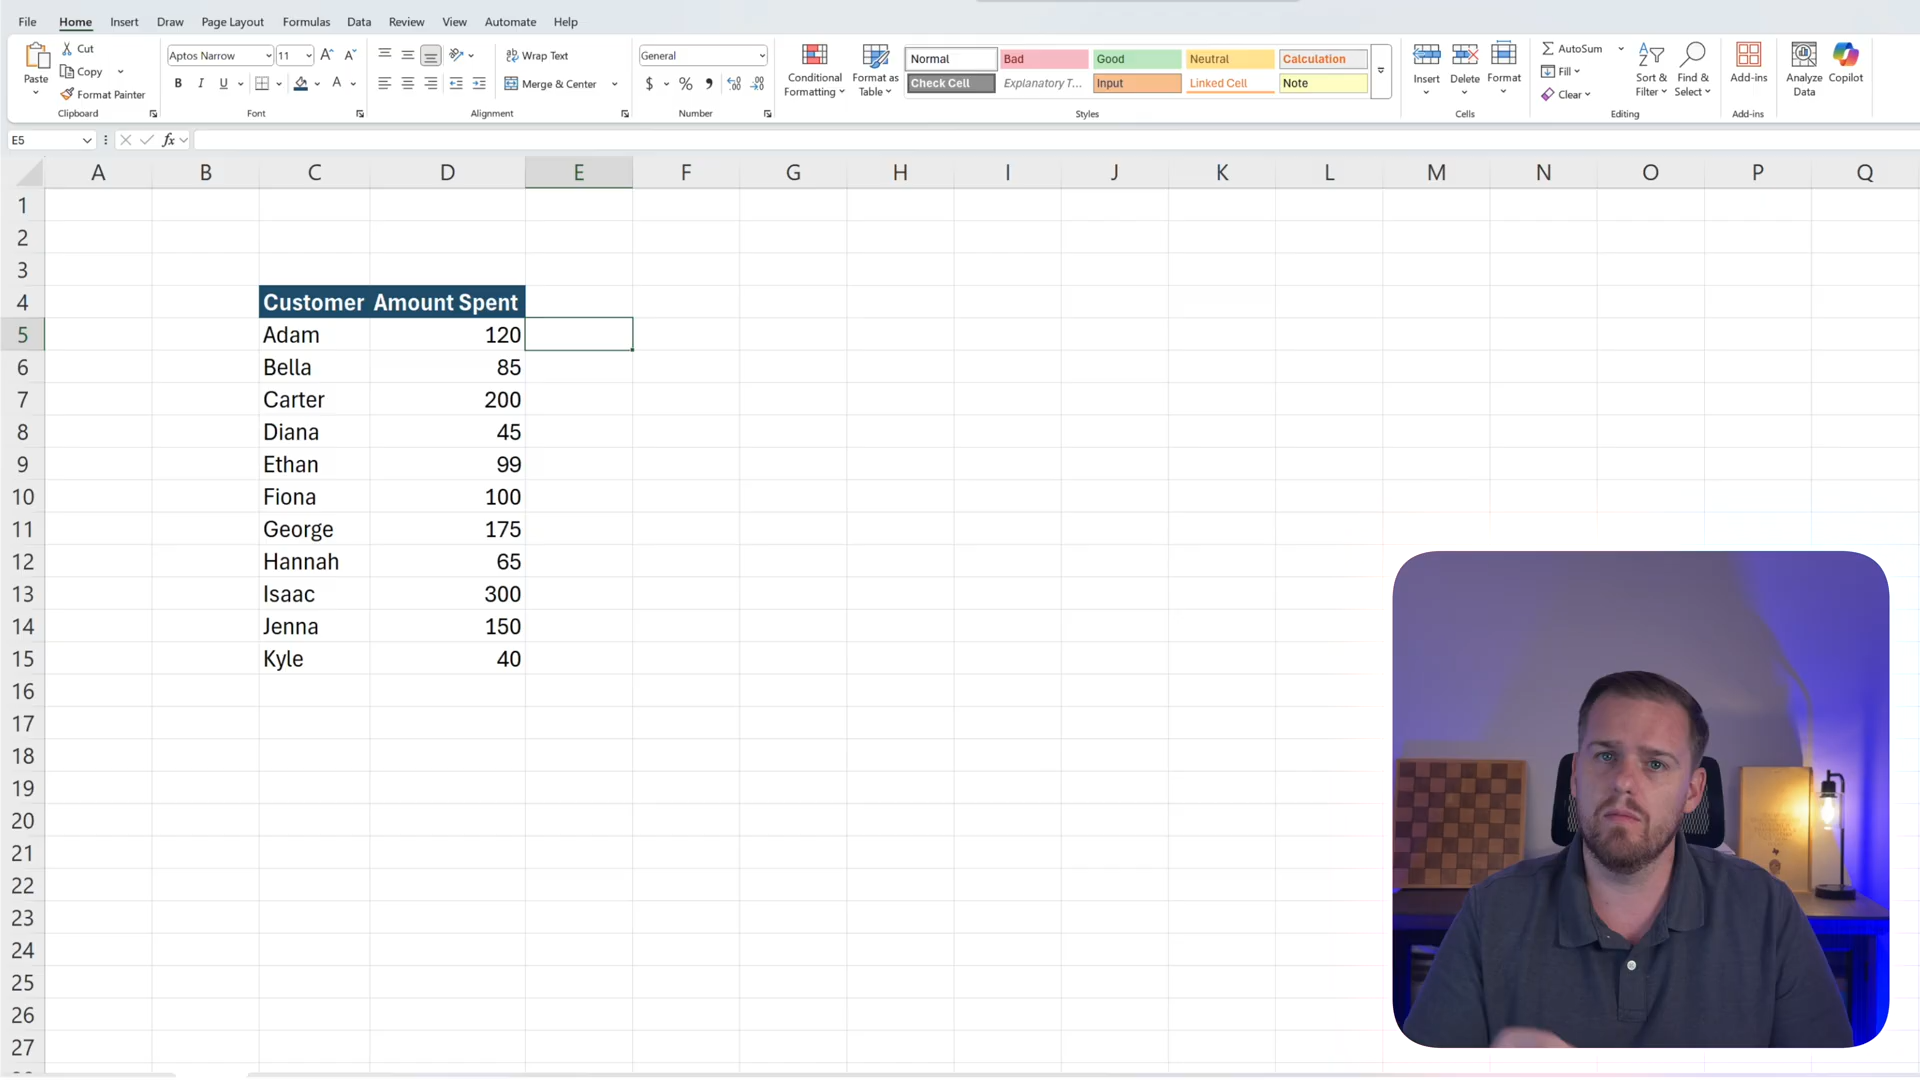 File Home Insert Draw Page Layout Formulas Data Review View Automate Help
Paste
Cut
Copy
Format Painter
Clipboard
Aptos Narrow 11
B I U
Font
Wrap Text
Merge & Center
Alignment
General
$ % ,
Number
Conditional Formatting
Format as Table
Normal Bad Good Neutral Calculation
Check Cell Explanatory T... Input Linked Cell Note
Styles
Insert Delete Format
Cells
AutoSum
Fill
Clear
Sort & Filter
Find & Select
Editing
Add-ins
Add-ins
Analyze Data
Copilot
E5 fx
A B C D E F G H I J K L M N O P Q
1
2
3
4 Customer Amount Spent
5 Adam 120
6 Bella 85
7 Carter 200
8 Diana 45
9 Ethan 99
10 Fiona 100
11 George 175
12 Hannah 65
13 Isaac 300
14 Jenna 150
15 Kyle 40
16
17
18
19
20
21
22
23
24
25
26
27